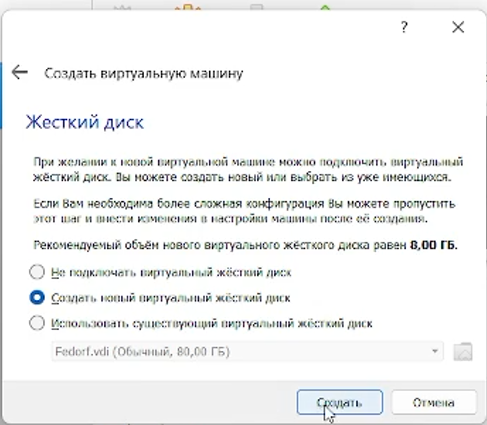 ?
Создать виртуальную машину
Жесткий диск
При желании к новой виртуальной машине можно подключить виртуальный
жёсткий диск. Вы можете создать новый или выбрать из уже имеющихся.
Если Вам необходима более сложная конфигурация Вы можете пропустить
этот шаг и внести изменения в настройки машины после её создания.
Рекомендуемый объём нового виртуального жёсткого диска равен 8,00 ГБ.
Не подключать виртуальный жёсткий диск
Создать новый виртуальный жёсткий диск
Использовать существующий виртуальный жёсткий диск
Fedorf.vdi (Обычный, 80,00 ГБ)
Создать Отмена